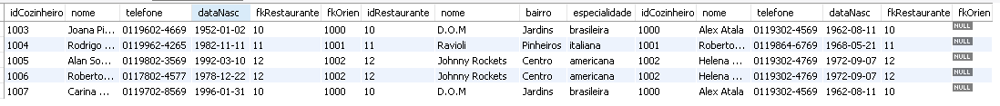 idCozinheiro nome telefone dataNasc fkRestaurante fkOrien idRestaurante nome bairro especialidade idCozinheiro nome telefone dataNasc fkRestaurante fkOrien
1003 Joana Pi... 0119602-4669 1952-01-02 10 1000 10 D.O.M Jardins brasileira 1000 Alex Atala 0119302-4569 1962-08-11 10 NULL
1004 Rodrigo ... 0119962-4265 1982-11-11 11 1001 11 Ravioli Pinheiros italiana 1001 Roberto... 0119864-6769 1968-05-21 11 NULL
1005 Alan So... 0119802-3569 1992-03-10 12 1002 12 Johnny Rockets Centro americana 1002 Helena ... 0119302-4769 1972-09-07 12 NULL
1006 Roberto... 0117802-4577 1978-12-22 12 1002 12 Johnny Rockets Centro americana 1002 Helena ... 0119302-4769 1972-09-07 12 NULL
1007 Carina ... 0119702-8569 1996-01-31 10 1000 10 D.O.M Jardins brasileira 1000 Alex Atala 0119302-4569 1962-08-11 10 NULL